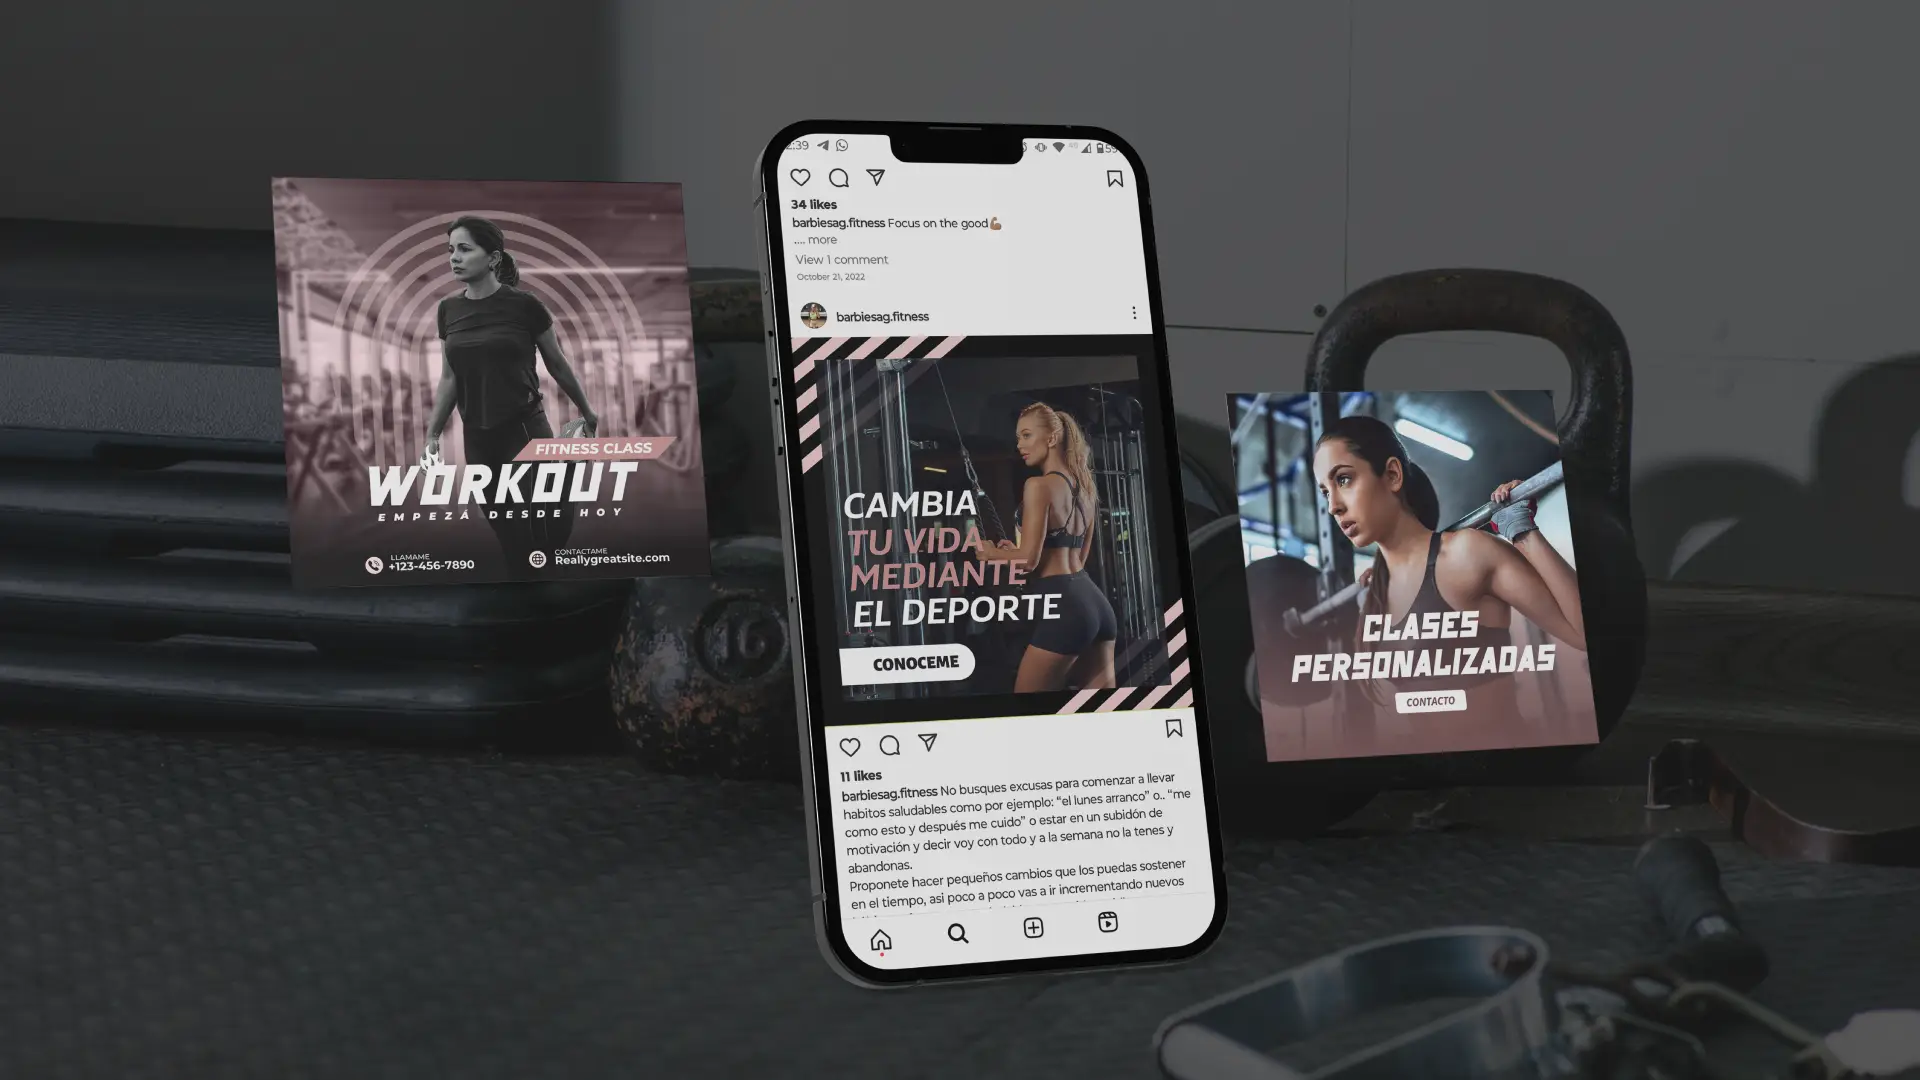 FITNESS CLASS
WORKOUT
EMPEZÁ DESDE HOY
LLAMAME
+123-456-7890
CONTACTAME
Reallygreatsite.com
2:39
34 likes
barbiesag.fitness Focus on the good💪🏽
.... more
View 1 comment
October 21, 2022
barbiesag.fitness
CAMBIA
TU VIDA
MEDIANTE
EL DEPORTE
CONOCEME
11 likes
barbiesag.fitness No busques excusas para comenzar a llevar
habitos saludables como por ejemplo: “el lunes arranco” o.. “me
como esto y después me cuido” o estar en un subidón de
motivación y decir voy con todo y a la semana no la tenes y
abandonas.
Proponete hacer pequeños cambios que los puedas sostener
en el tiempo, asi poco a poco vas a ir incrementando nuevos
CLASES
PERSONALIZADAS
CONTACTO
16